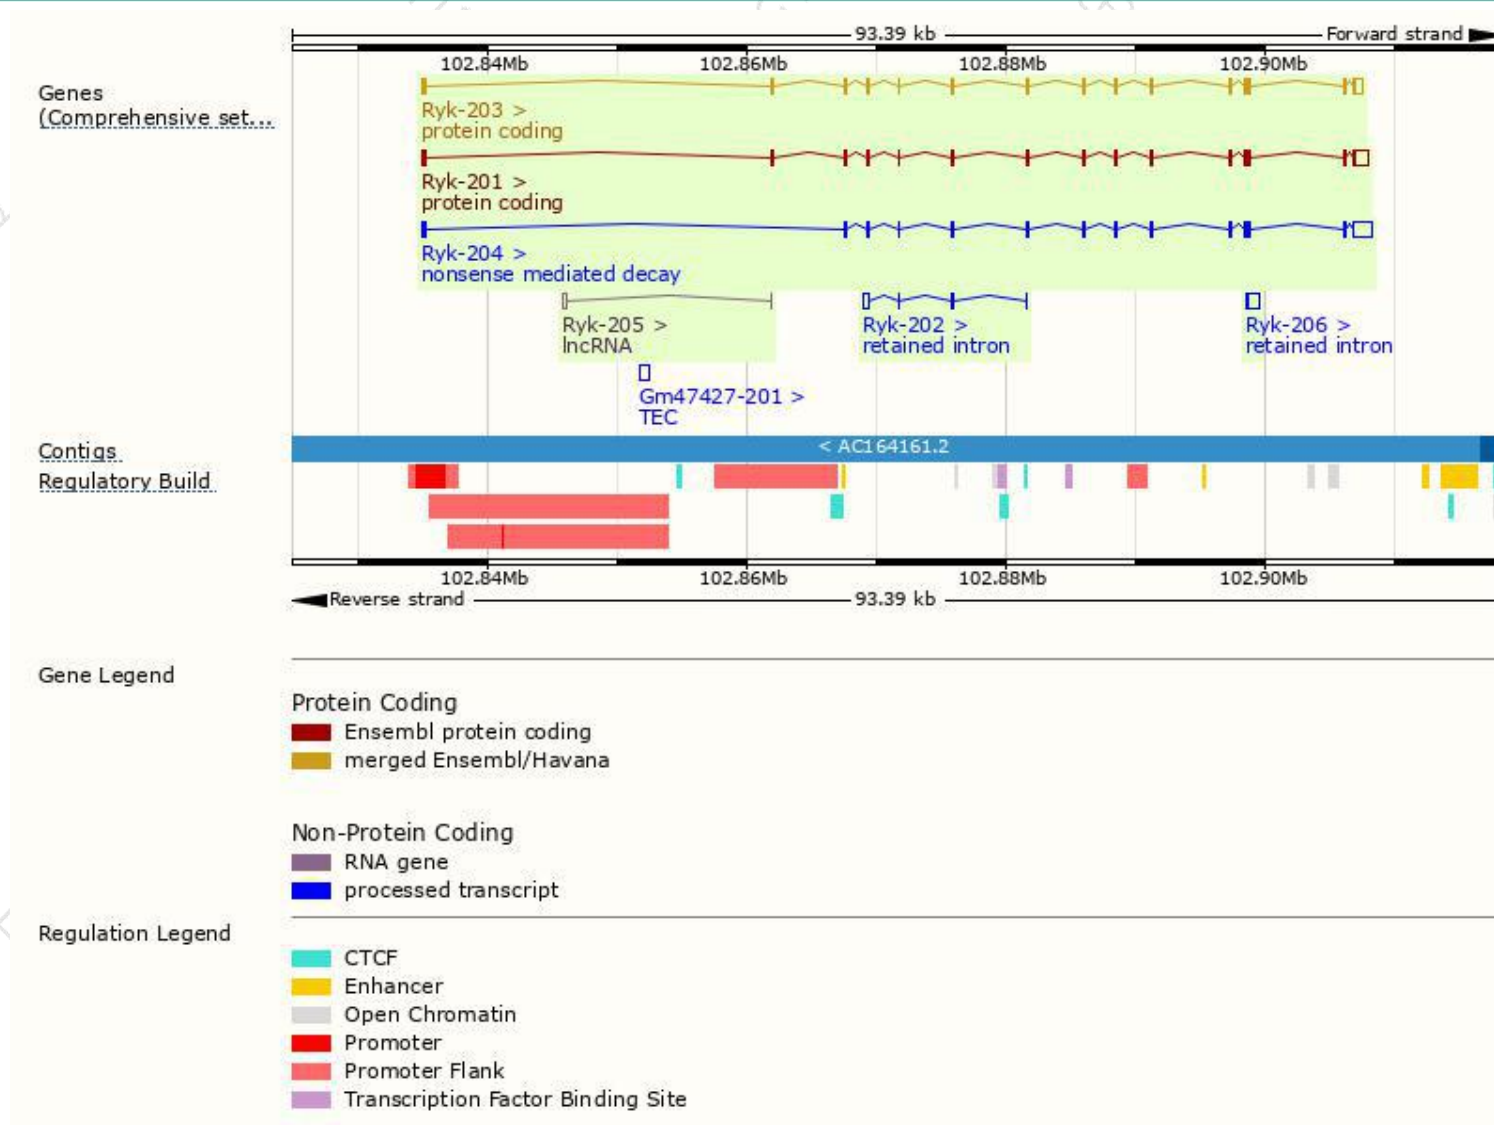 93.39 kb Forward strand
102.84Mb 102.86Mb 102.88Mb 102.90Mb
Genes
(Comprehensive set...
Ryk-203 >
protein coding
Ryk-201 >
protein coding
Ryk-204 >
nonsense mediated decay
Ryk-205 > Ryk-202 > Ryk-206 >
lncRNA retained intron retained intron
Gm47427-201 >
TEC
Contigs < AC164161.2
Regulatory Build
102.84Mb 102.86Mb 102.88Mb 102.90Mb
Reverse strand 93.39 kb
Gene Legend
Protein Coding
Ensembl protein coding
merged Ensembl/Havana
Non-Protein Coding
RNA gene
processed transcript
Regulation Legend
CTCF
Enhancer
Open Chromatin
Promoter
Promoter Flank
Transcription Factor Binding Site